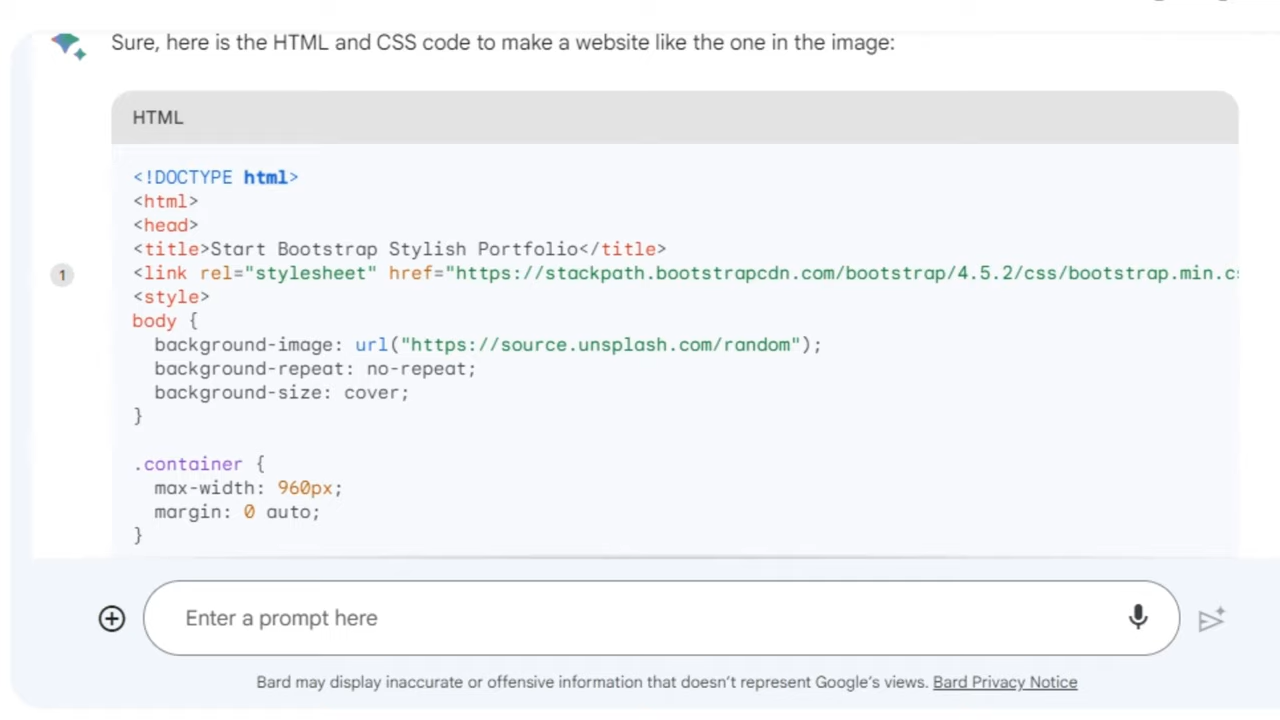 Sure, here is the HTML and CSS code to make a website like the one in the image:
HTML
<!DOCTYPE html>
<html>
<head>
<title>Start Bootstrap Stylish Portfolio</title>
1
<link rel="stylesheet" href="https://stackpath.bootstrapcdn.com/bootstrap/4.5.2/css/bootstrap.min.c
<style>
body {
  background-image: url("https://source.unsplash.com/random");
  background-repeat: no-repeat;
  background-size: cover;
}
.container {
  max-width: 960px;
  margin: 0 auto;
}
Enter a prompt here
Bard may display inaccurate or offensive information that doesn't represent Google's views. Bard Privacy Notice